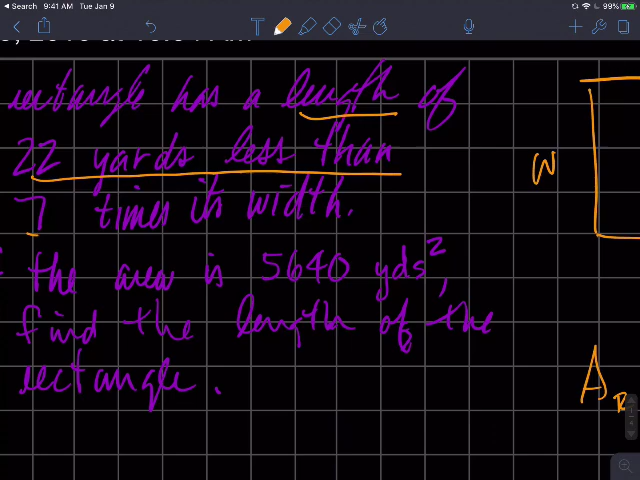 Search 9:41 AM Tue Jan 9 99%
T
rectangle has a length of
22 yards less than
7 times its width.
the area is 5640 yds²,
find the length of the
rectangle.
W
A R